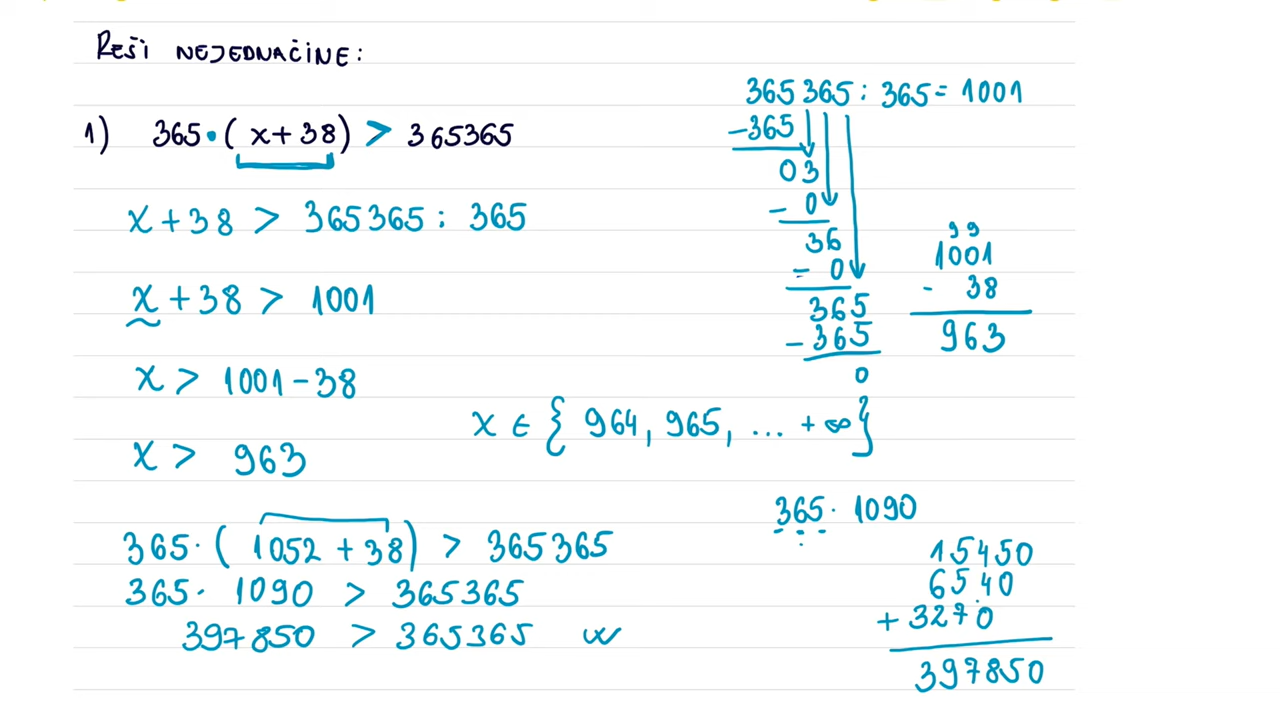 REŠI NEJEDNAČINE:
1) 365 · ( x + 38 ) > 365365
x + 38 > 365365 : 365
x + 38 > 1001
x > 1001 - 38
x > 963
365 · ( 1052 + 38 ) > 365365
365 · 1090 > 365365
397850 > 365365
365365 : 365 = 1001
- 365
03
- 0
36
- 0
365
- 365
0
99
1001
- 38
963
x ∈ { 964, 965, ... + ∞ }
365 · 1090
15450
6540
+ 3270
397850